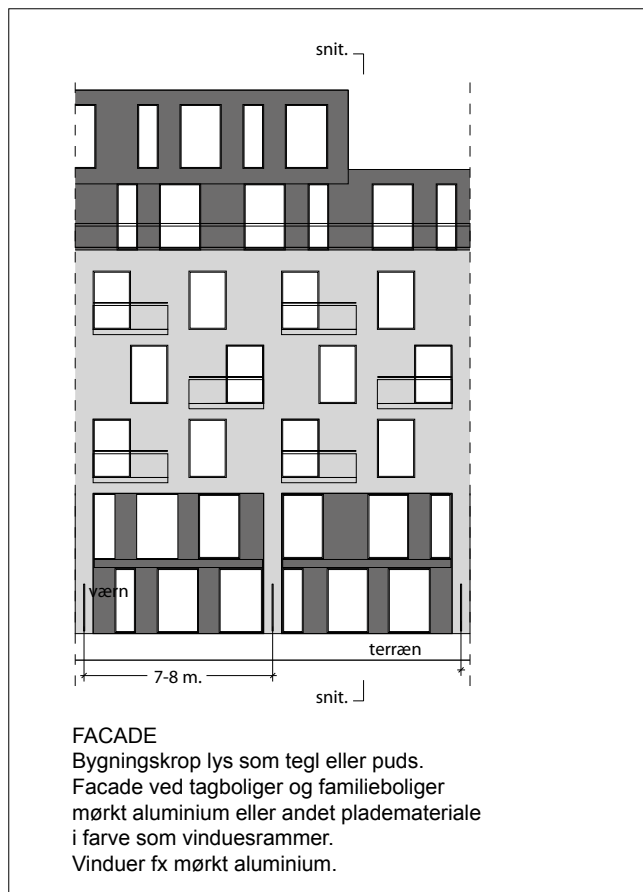 snit.
værn
terræn
7-8 m.
snit.
FACADE
Bygningskrop lys som tegl eller puds.
Facade ved tagboliger og familieboliger
mørkt aluminium eller andet plademateriale
i farve som vinduesrammer.
Vinduer fx mørkt aluminium.